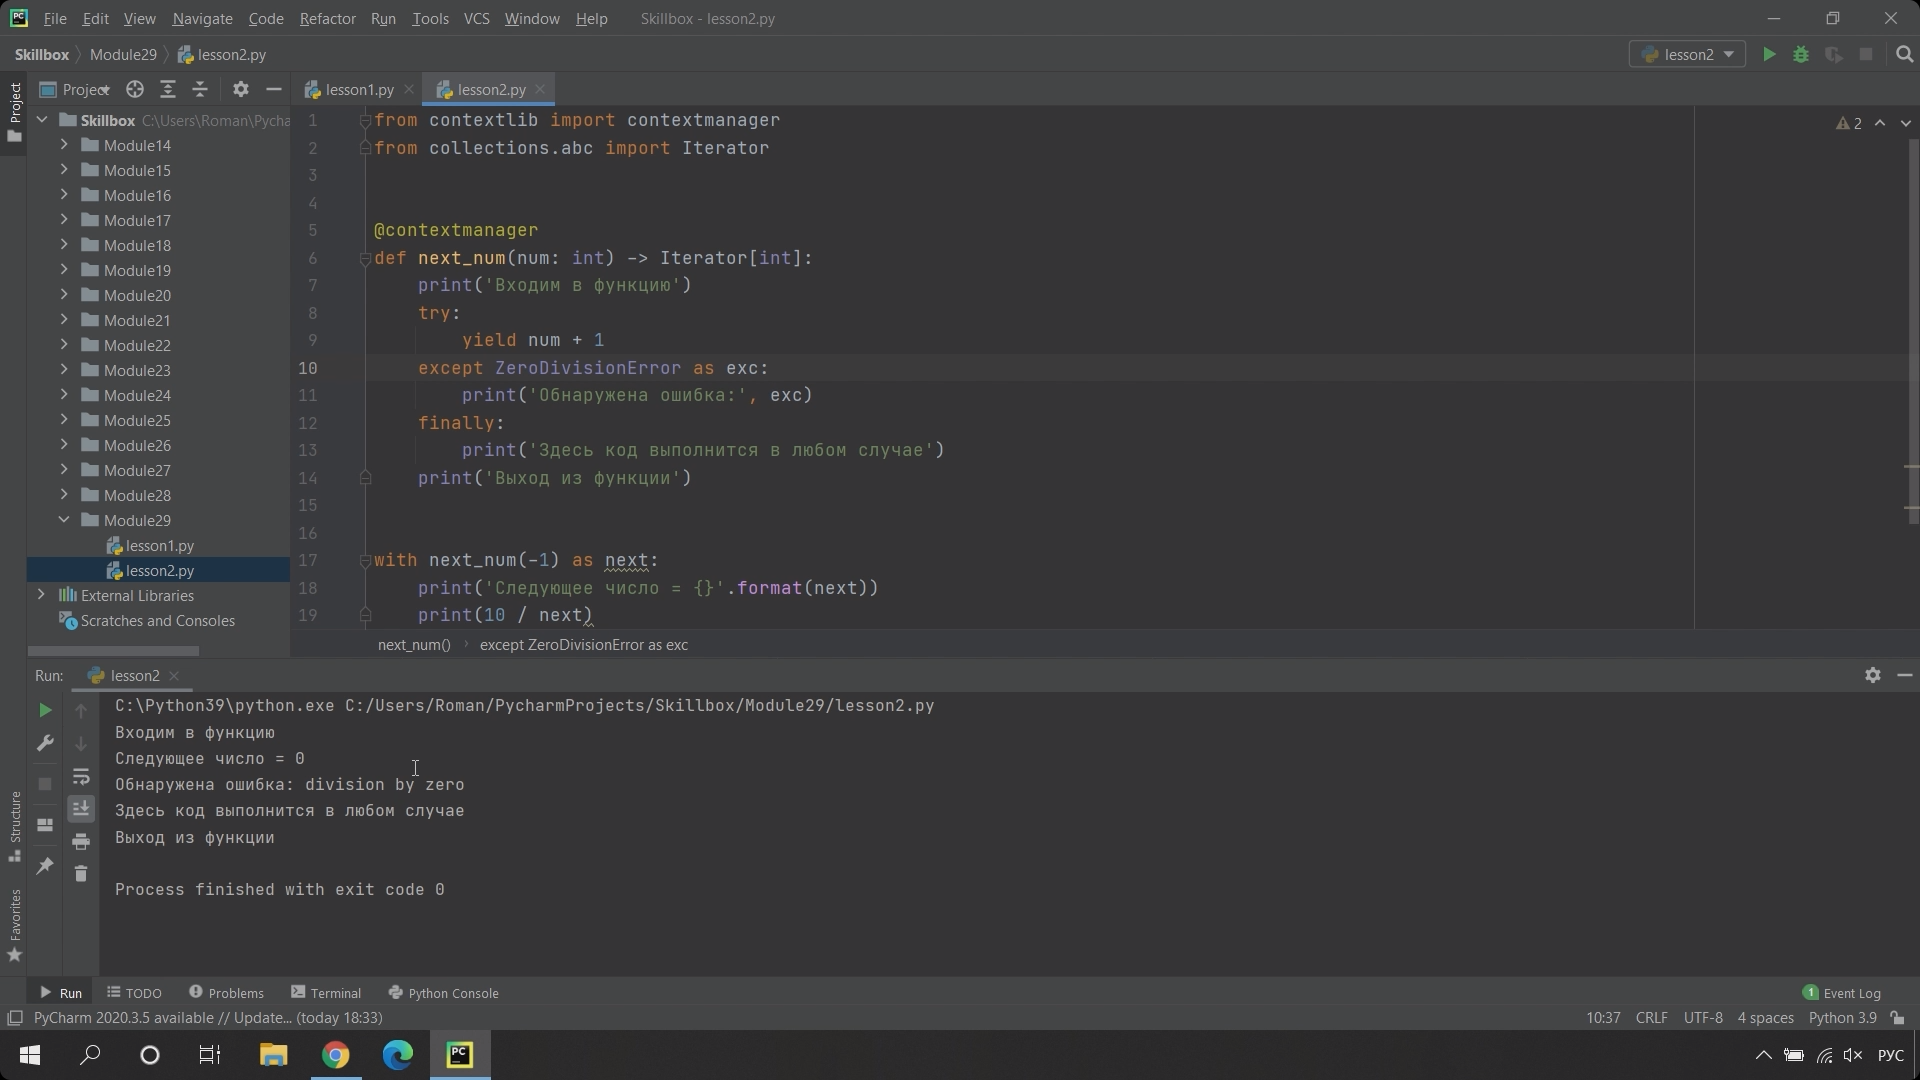 File Edit View Navigate Code Refactor Run Tools VCS Window Help Skillbox - lesson2.py
Skillbox Module29 lesson2.py lesson2
Project lesson1.py lesson2.py
Project
Skillbox C:\Users\Roman\Pycha
Module14
Module15
Module16
Module17
Module18
Module19
Module20
Module21
Module22
Module23
Module24
Module25
Module26
Module27
Module28
Module29
lesson1.py
lesson2.py
External Libraries
Scratches and Consoles
2
1 from contextlib import contextmanager
2 from collections.abc import Iterator
3
4
5 @contextmanager
6 def next_num(num: int) -> Iterator[int]:
7 print('Входим в функцию')
8 try:
9 yield num + 1
10 except ZeroDivisionError as exc:
11 print('Обнаружена ошибка:', exc)
12 finally:
13 print('Здесь код выполнится в любом случае')
14 print('Выход из функции')
15
16
17 with next_num(-1) as next:
18 print('Следующее число = {}'.format(next))
19 print(10 / next)
next_num() except ZeroDivisionError as exc
Run: lesson2
C:\Python39\python.exe C:/Users/Roman/PycharmProjects/Skillbox/Module29/lesson2.py
Входим в функцию
Следующее число = 0
Обнаружена ошибка: division by zero
Здесь код выполнится в любом случае
Выход из функции
Process finished with exit code 0
Structure
Favorites
Run TODO Problems Terminal Python Console 1 Event Log
PyCharm 2020.3.5 available // Update... (today 18:33) 10:37 CRLF UTF-8 4 spaces Python 3.9
PC РУС